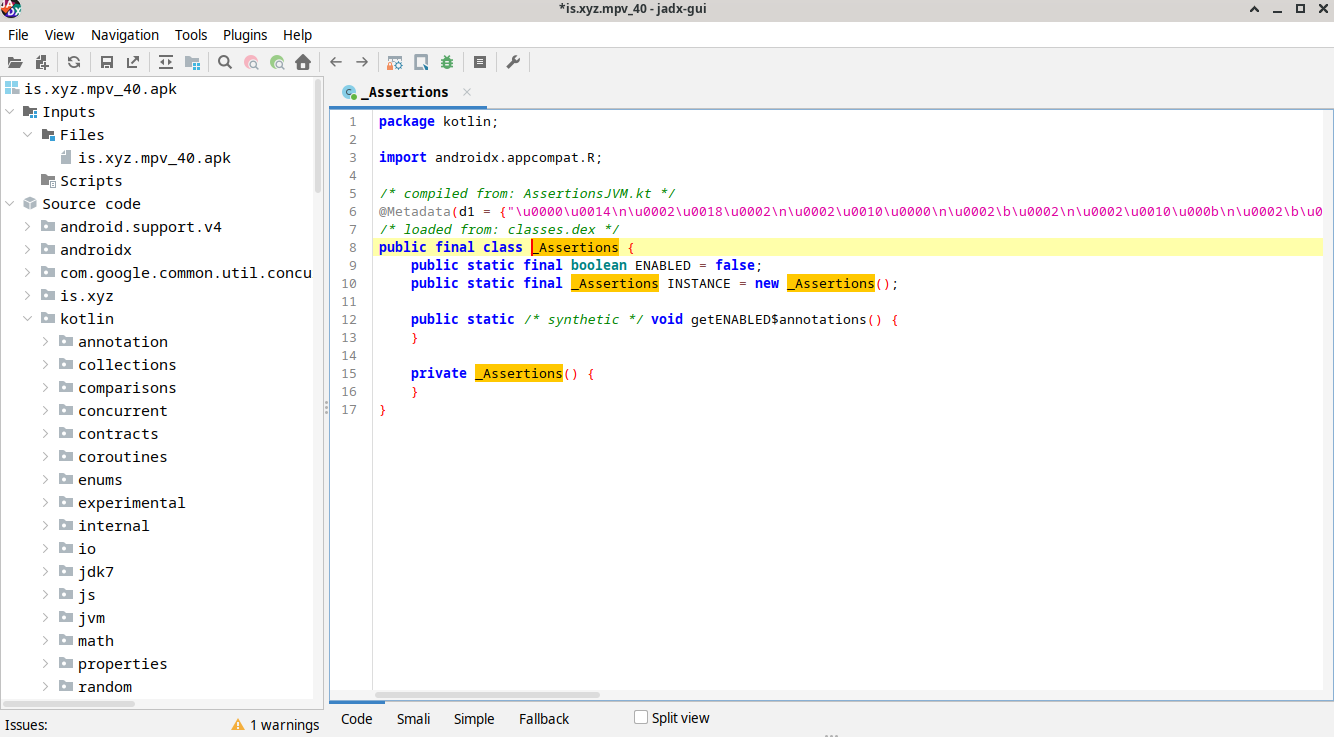 *is.xyz.mpv_40 - jadx-gui
File View Navigation Tools Plugins Help
is.xyz.mpv_40.apk
Inputs
Files
is.xyz.mpv_40.apk
Scripts
Source code
android.support.v4
androidx
com.google.common.util.concu
is.xyz
kotlin
annotation
collections
comparisons
concurrent
contracts
coroutines
enums
experimental
internal
io
jdk7
js
jvm
math
properties
random
Issues: 1 warnings
_Assertions
1 package kotlin;
2
3 import androidx.appcompat.R;
4
5 /* compiled from: AssertionsJVM.kt */
6 @Metadata(d1 = {"\u0000\u0014\n\u0002\u0018\u0002\n\u0002\u0010\u0000\n\u0002\b\u0002\n\u0002\u0010\u000b\n\u0002\b\u0
7 /* loaded from: classes.dex */
8 public final class _Assertions {
9 public static final boolean ENABLED = false;
10 public static final _Assertions INSTANCE = new _Assertions();
11
12 public static /* synthetic */ void getENABLED$annotations() {
13 }
14
15 private _Assertions() {
16 }
17 }
Code Smali Simple Fallback Split view